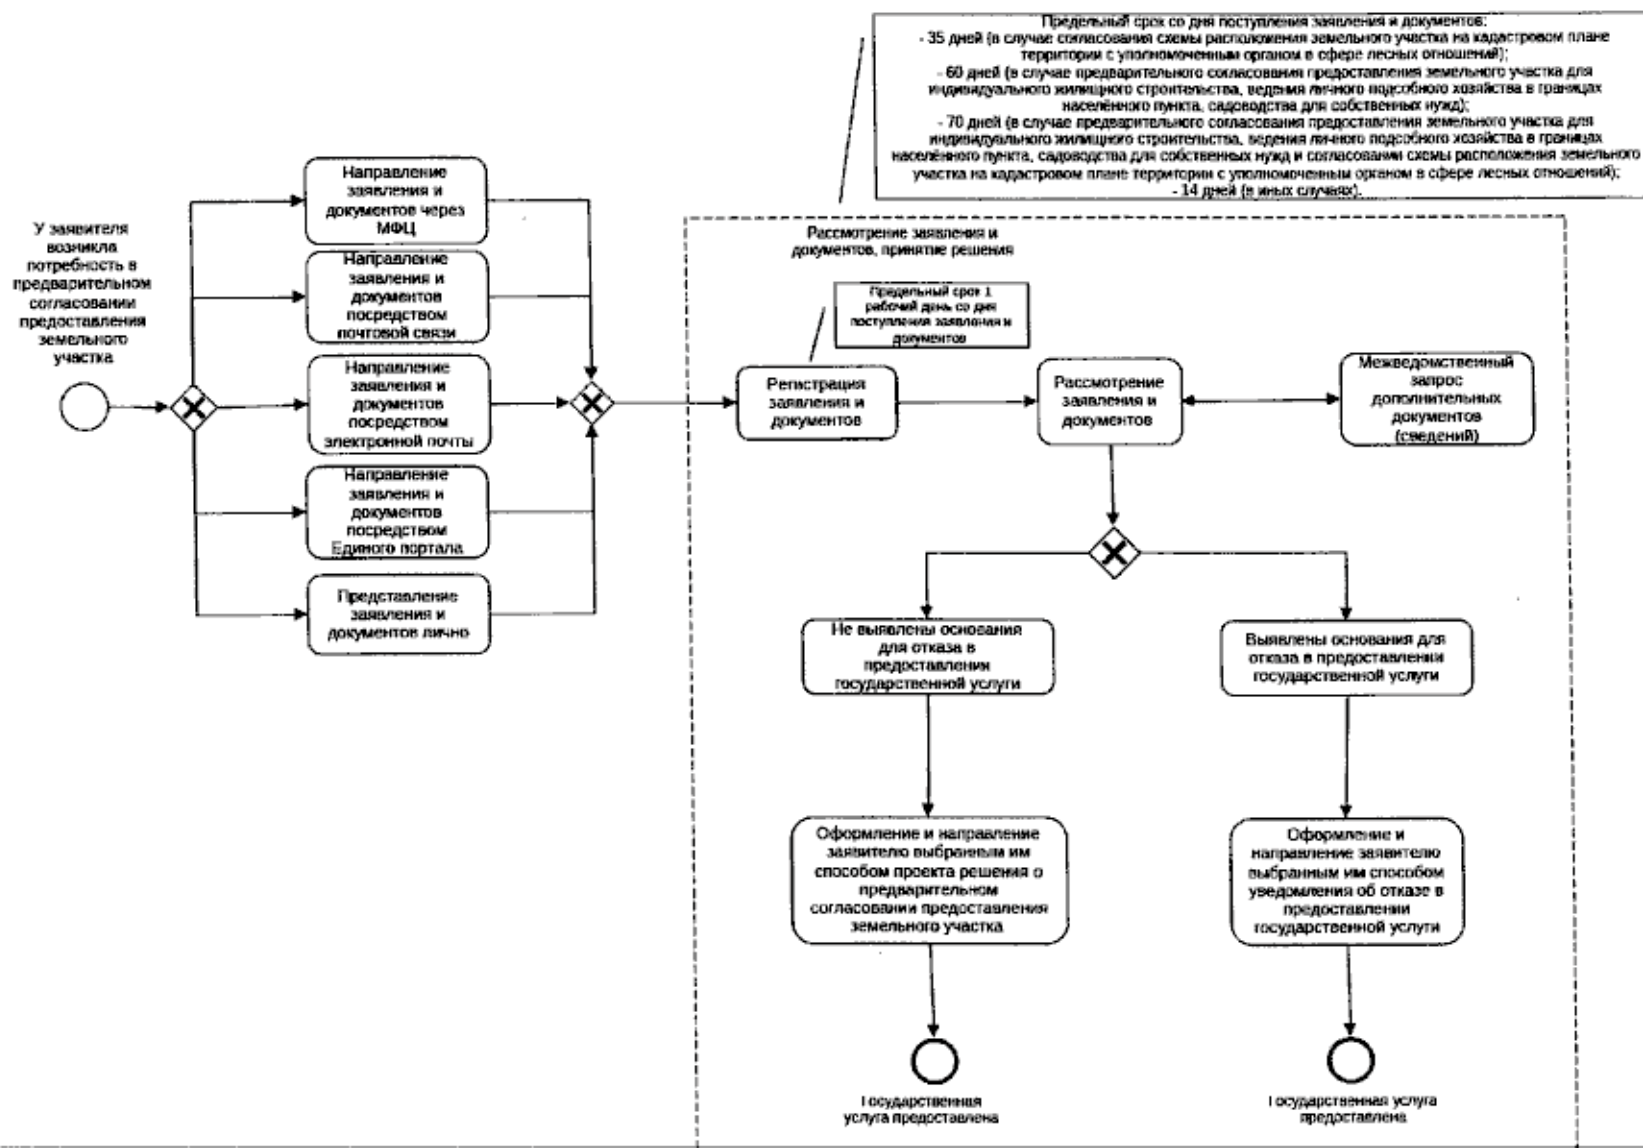 Предельный срок со дня поступления заявления и документов:
- 35 дней (в случае согласования схемы расположения земельного участка на кадастровом плане
территории с уполномоченным органом в сфере лесных отношений);
- 60 дней (в случае предварительного согласования предоставления земельного участка для
индивидуального жилищного строительства, ведения личного подсобного хозяйства в границах
населённого пункта, садоводства для собственных нужд);
- 70 дней (в случае предварительного согласования предоставления земельного участка для
индивидуального жилищного строительства, ведения личного подсобного хозяйства в границах
населённого пункта, садоводства для собственных нужд и согласовании схемы расположения земельного
участка на кадастровом плане территории с уполномоченным органом в сфере лесных отношений);
- 14 дней (в иных случаях).
У заявителя
возникла
потребность в
предварительном
согласовании
предоставления
земельного
участка
Направление
заявления и
документов через
МФЦ
Направление
заявления и
документов
посредством
почтовой связи
Направление
заявления и
документов
посредством
электронной почты
Направление
заявления и
документов
посредством
Единого портала
Представление
заявления и
документов лично
Рассмотрение заявления и
документов, принятие решения
Предельный срок 1
рабочий день со дня
поступления заявления и
документов
Регистрация
заявления и
документов
Рассмотрение
заявления и
документов
Межведомственный
запрос
дополнительных
документов
(сведений)
Не выявлены основания
для отказа в
предоставлении
государственной услуги
Выявлены основания для
отказа в предоставлении
государственной услуги
Оформление и направление
заявителю выбранным им
способом проекта решения о
предварительном
согласовании предоставления
земельного участка
Оформление и
направление заявителю
выбранным им способом
уведомления об отказе в
предоставлении
государственной услуги
Государственная
услуга предоставлена
Государственная услуга
предоставлена